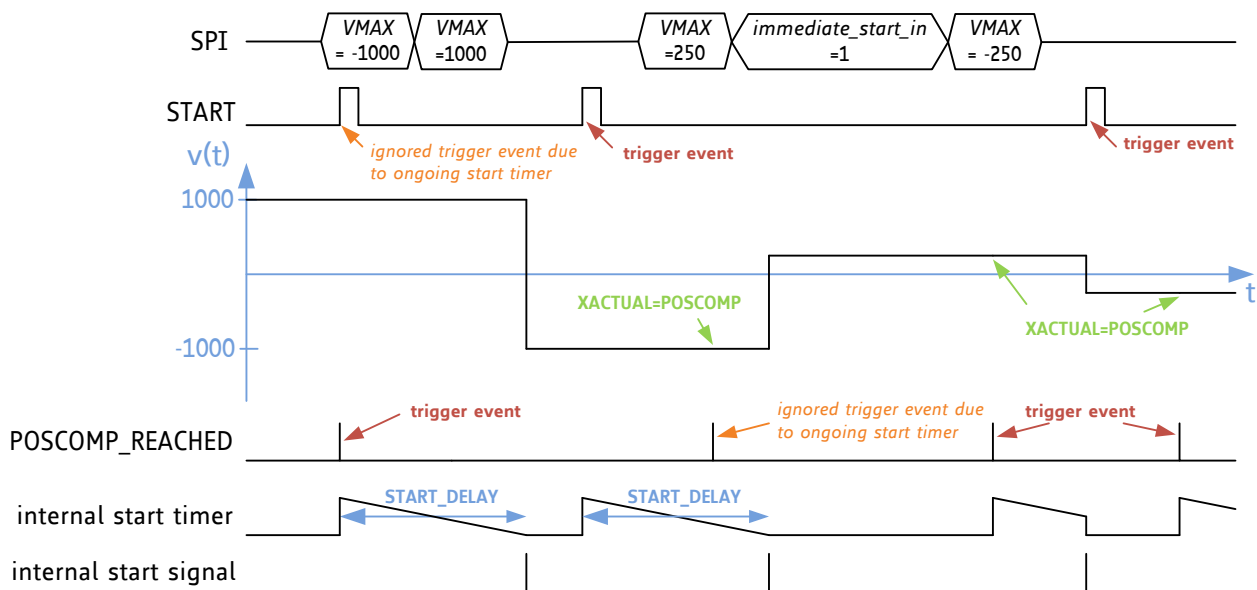 SPI
VMAX
= -1000
VMAX
=1000
VMAX
=250
immediate_start_in
=1
VMAX
= -250
START
ignored trigger event due
to ongoing start timer
trigger event
trigger event
v(t)
1000
-1000
t
XACTUAL=POSCOMP
XACTUAL=POSCOMP
POSCOMP_REACHED
trigger event
ignored trigger event due
to ongoing start timer
trigger event
internal start timer
START_DELAY
START_DELAY
internal start signal